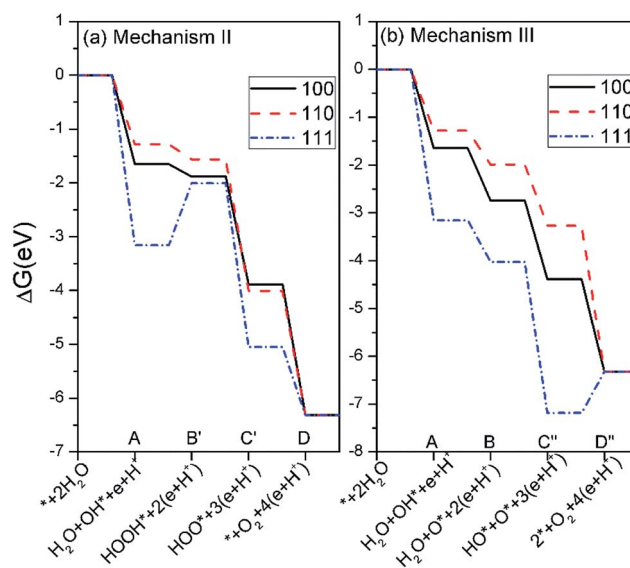 (a) Mechanism II
100
110
111
0
-1
-2
-3
-4
-5
-6
-7
ΔG(eV)
A
B'
C'
D
*+2H₂O
H₂O+OH*+e+H⁺
HOOH*+2(e+H⁺)
HOO*+3(e+H⁺)
*+O₂+4(e+H⁺)
(b) Mechanism III
100
110
111
0
-1
-2
-3
-4
-5
-6
-7
-8
A
B
C''
D''
*+2H₂O
H₂O+OH*+e+H⁺
H₂O+O*+2(e+H⁺)
HO*+O*+3(e+H⁺)
2*+O₂+4(e+H⁺)